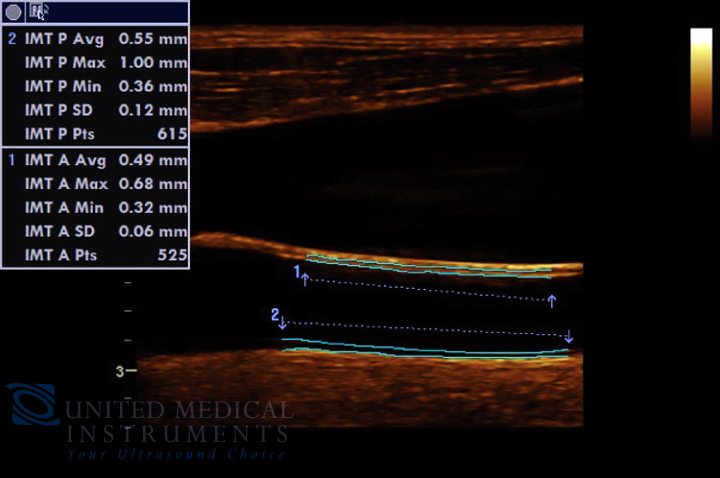 2 IMT P Avg 0.55 mm
IMT P Max 1.00 mm
IMT P Min 0.36 mm
IMT P SD 0.12 mm
IMT P Pts 615
1 IMT A Avg 0.49 mm
IMT A Max 0.68 mm
IMT A Min 0.32 mm
IMT A SD 0.06 mm
IMT A Pts 525
1
2
3
UNITED MEDICAL
INSTRUMENTS
Your Ultrasound Choice